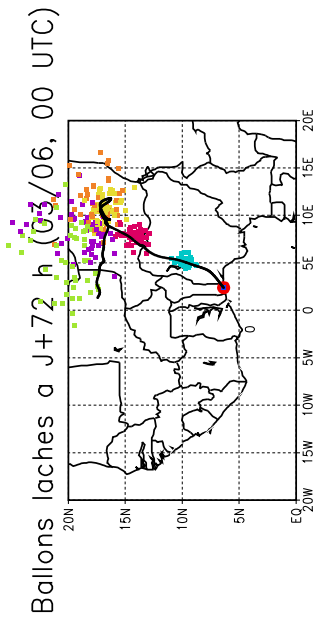 Ballons laches a J+72 h (03/06, 00 UTC)
20N
15N
10N
5N
EQ
20W
15W
10W
5W
0
5E
10E
15E
20E
0